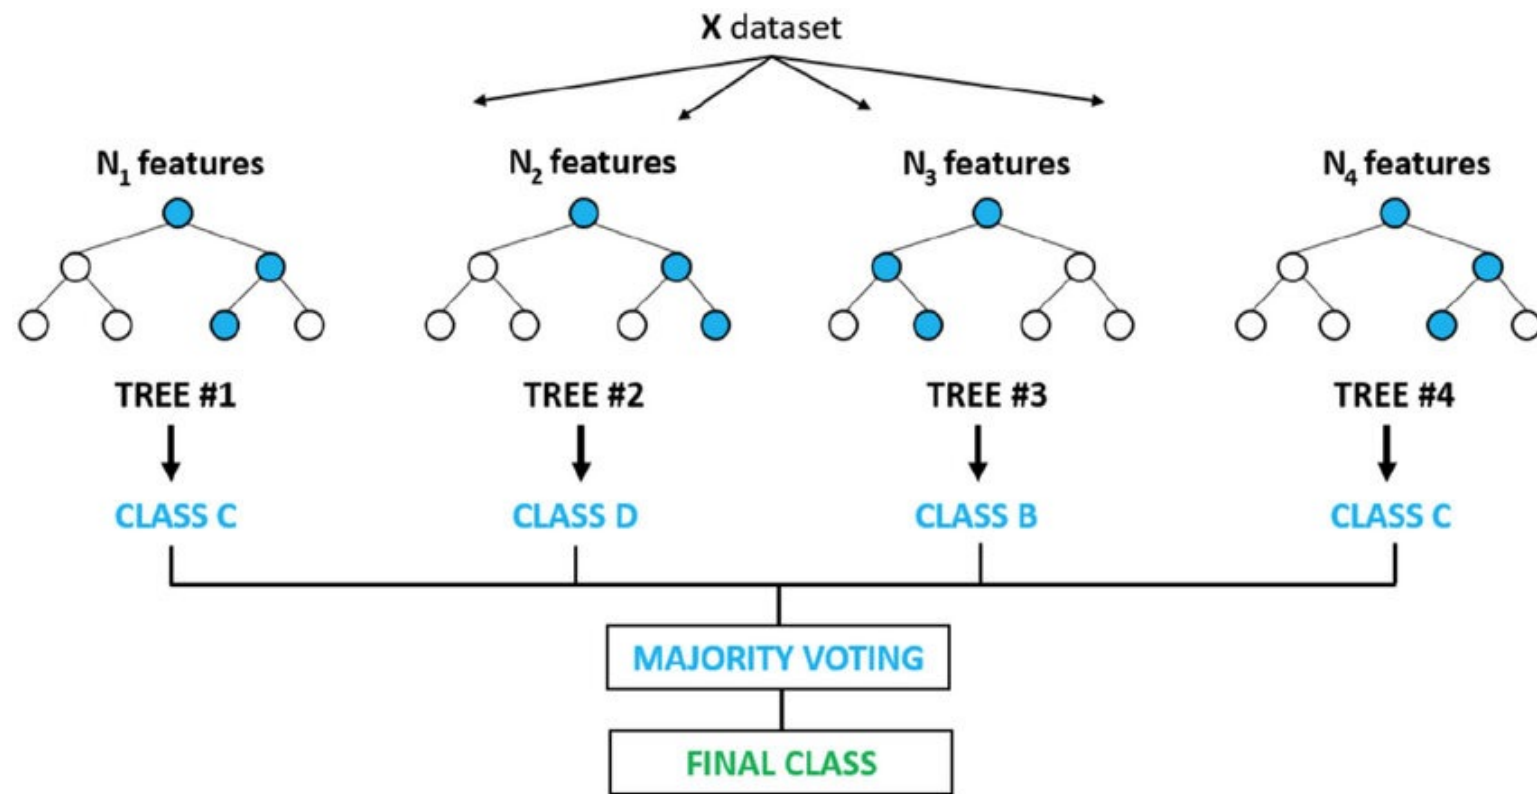 X dataset
N₁ features N₂ features N₃ features N₄ features
TREE #1 TREE #2 TREE #3 TREE #4
CLASS C CLASS D CLASS B CLASS C
MAJORITY VOTING
FINAL CLASS